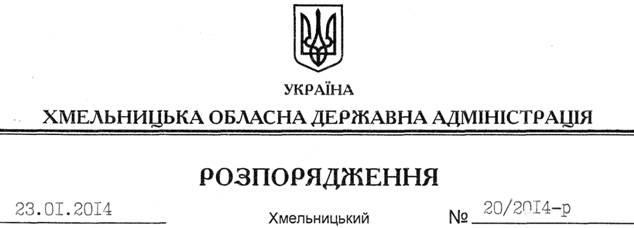 УКРАЇНА
ХМЕЛЬНИЦЬКА ОБЛАСНА ДЕРЖАВНА АДМІНІСТРАЦІЯ
РОЗПОРЯДЖЕННЯ
23.01.2014 Хмельницький № 20/2014-р